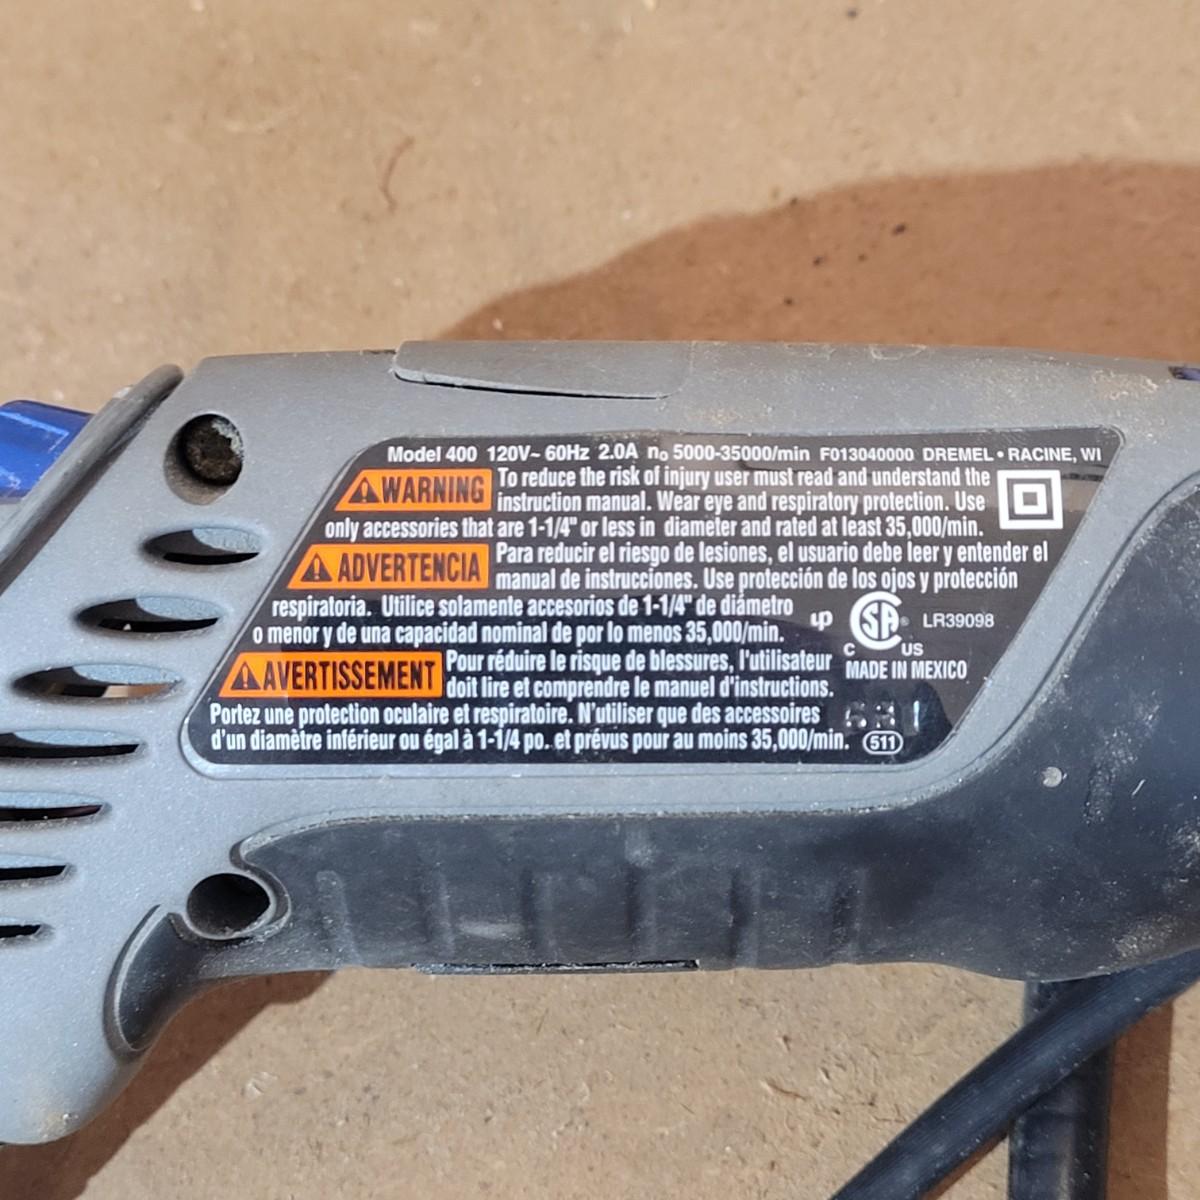 Model 400 120V~ 60Hz 2.0A n₀ 5000-35000/min F013040000 DREMEL • RACINE, WI
WARNING To reduce the risk of injury user must read and understand the
instruction manual. Wear eye and respiratory protection. Use
only accessories that are 1-1/4" or less in diameter and rated at least 35,000/min.
ADVERTENCIA Para reducir el riesgo de lesiones, el usuario debe leer y entender el
manual de instrucciones. Use protección de los ojos y protección
respiratoria. Utilice solamente accesorios de 1-1/4" de diámetro
o menor y de una capacidad nominal de por lo menos 35,000/min.
LR39098
C US
MADE IN MEXICO
AVERTISSEMENT Pour réduire le risque de blessures, l'utilisateur
doit lire et comprendre le manuel d'instructions.
Portez une protection oculaire et respiratoire. N'utiliser que des accessoires
d'un diamètre inférieur ou égal à 1-1/4 po. et prévus pour au moins 35,000/min.
511